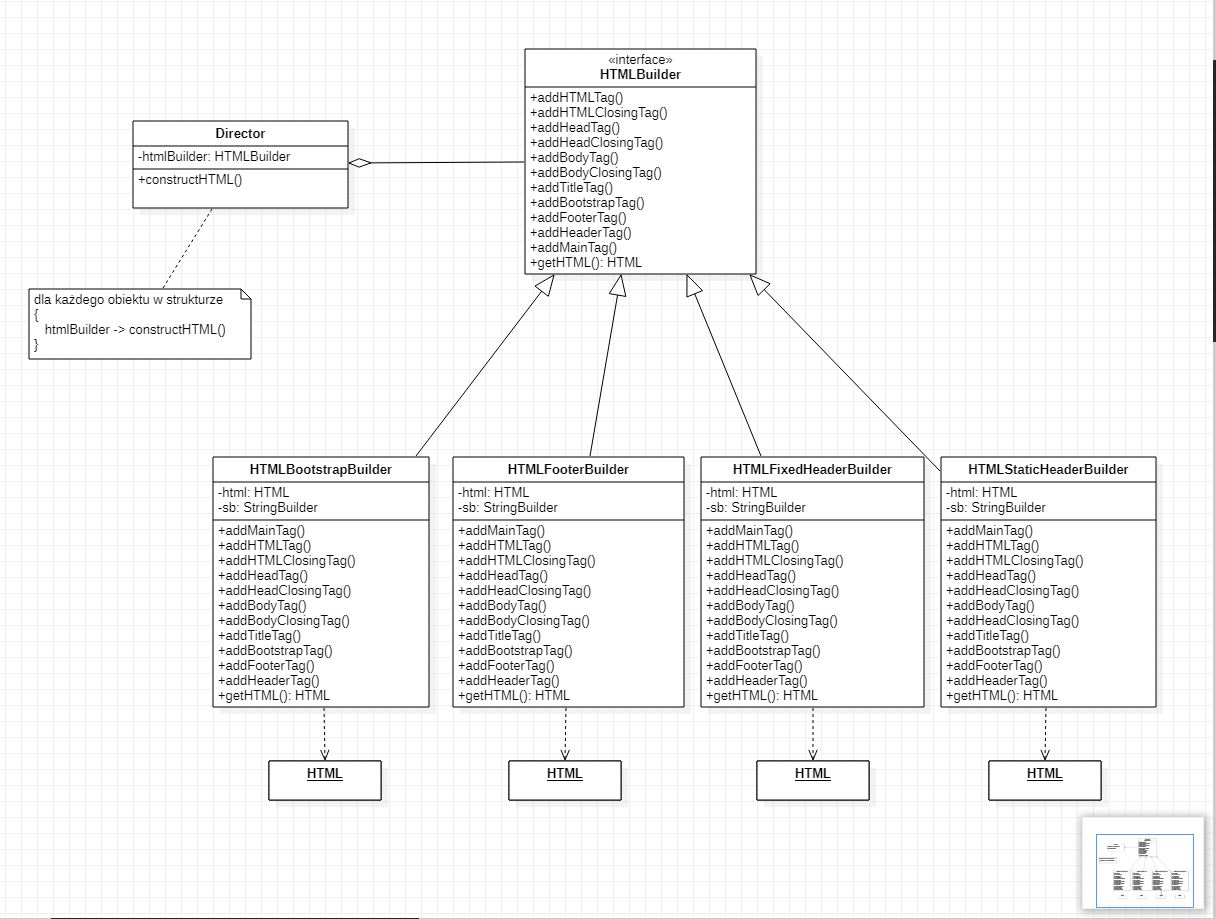 «interface»
HTMLBuilder
+addHTMLTag()
+addHTMLClosingTag()
+addHeadTag()
+addHeadClosingTag()
+addBodyTag()
+addBodyClosingTag()
+addTitleTag()
+addBootstrapTag()
+addFooterTag()
+addHeaderTag()
+addMainTag()
+getHTML(): HTML
Director
-htmlBuilder: HTMLBuilder
+constructHTML()
dla każdego obiektu w strukturze
{
htmlBuilder -> constructHTML()
}
HTMLBootstrapBuilder
-html: HTML
-sb: StringBuilder
+addMainTag()
+addHTMLTag()
+addHTMLClosingTag()
+addHeadTag()
+addHeadClosingTag()
+addBodyTag()
+addBodyClosingTag()
+addTitleTag()
+addBootstrapTag()
+addFooterTag()
+addHeaderTag()
+getHTML(): HTML
HTML
HTMLFooterBuilder
-html: HTML
-sb: StringBuilder
+addMainTag()
+addHTMLTag()
+addHTMLClosingTag()
+addHeadTag()
+addHeadClosingTag()
+addBodyTag()
+addBodyClosingTag()
+addTitleTag()
+addBootstrapTag()
+addFooterTag()
+addHeaderTag()
+getHTML(): HTML
HTML
HTMLFixedHeaderBuilder
-html: HTML
-sb: StringBuilder
+addMainTag()
+addHTMLTag()
+addHTMLClosingTag()
+addHeadTag()
+addHeadClosingTag()
+addBodyTag()
+addBodyClosingTag()
+addTitleTag()
+addBootstrapTag()
+addFooterTag()
+addHeaderTag()
+getHTML(): HTML
HTML
HTMLStaticHeaderBuilder
-html: HTML
-sb: StringBuilder
+addMainTag()
+addHTMLTag()
+addHTMLClosingTag()
+addHeadTag()
+addHeadClosingTag()
+addBodyTag()
+addHeadClosingTag()
+addTitleTag()
+addBootstrapTag()
+addFooterTag()
+addHeaderTag()
+getHTML(): HTML
HTML